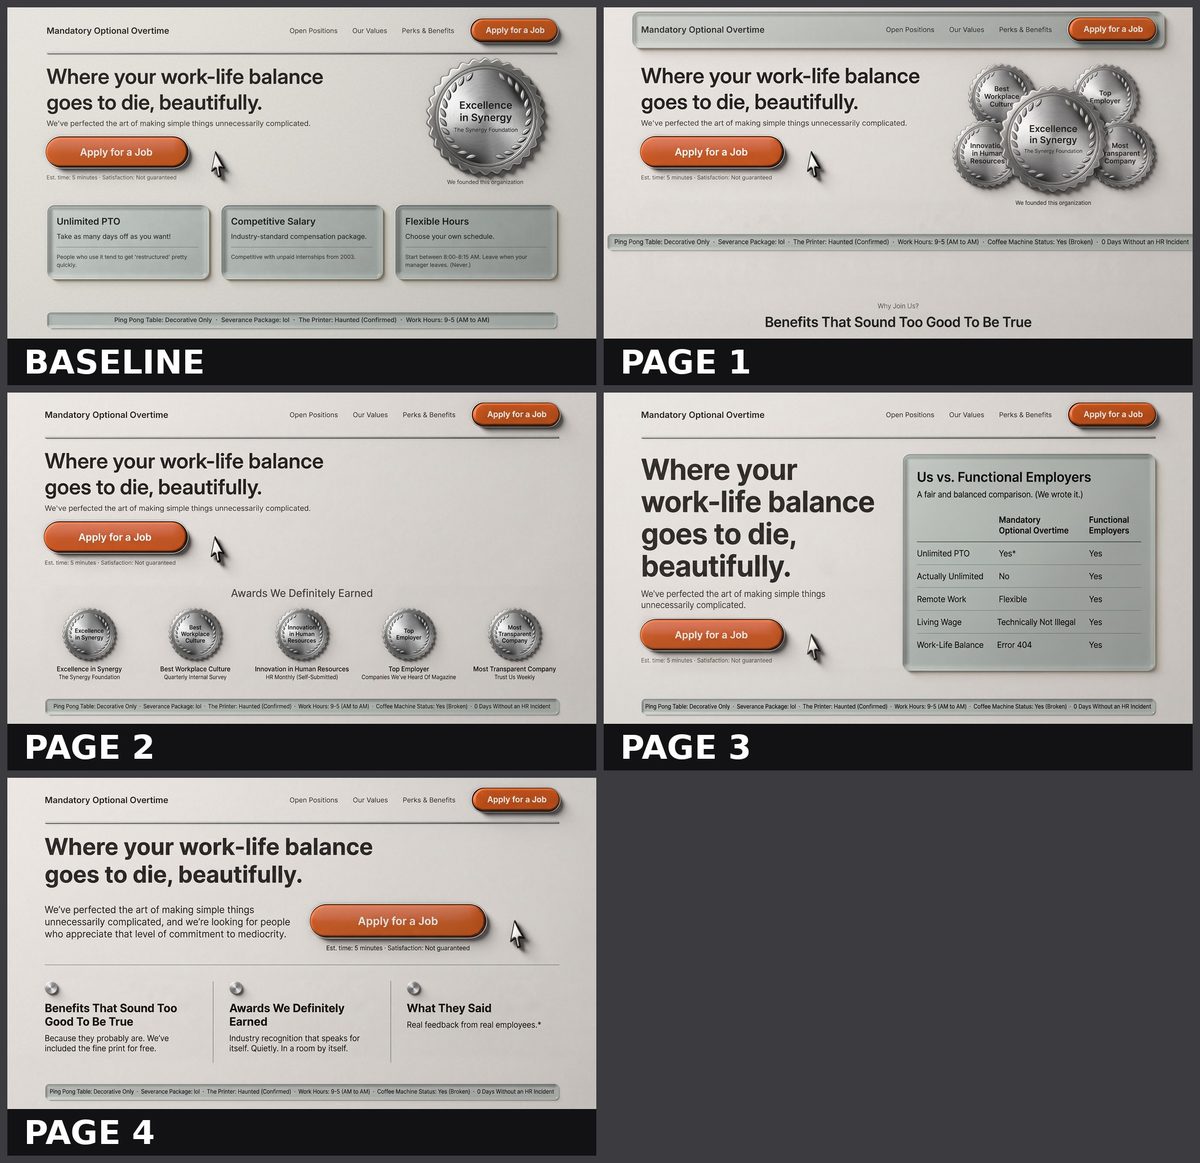 Mandatory Optional Overtime
Open Positions
Our Values
Perks & Benefits
Apply for a Job
Where your work-life balance
goes to die, beautifully.
We've perfected the art of making simple things unnecessarily complicated.
Apply for a Job
Est. time: 5 minutes · Satisfaction: Not guaranteed
Excellence
in Synergy
The Synergy Foundation
We founded this organization
Unlimited PTO
Take as many days off as you want!
People who use it tend to get 'restructured' pretty
quickly.
Competitive Salary
Industry-standard compensation package.
Competitive with unpaid internships from 2003.
Flexible Hours
Choose your own schedule.
Start between 8:00-8:15 AM. Leave when your
manager leaves. (Never.)
Ping Pong Table: Decorative Only · Severance Package: lol · The Printer: Haunted (Confirmed) · Work Hours: 9-5 (AM to AM)
BASELINE
Mandatory Optional Overtime
Open Positions
Our Values
Perks & Benefits
Apply for a Job
Where your work-life balance
goes to die, beautifully.
We've perfected the art of making simple things unnecessarily complicated.
Apply for a Job
Est. time: 5 minutes · Satisfaction: Not guaranteed
Best
Workplace
Culture
Top
Employer
Innovatio
in Human
Resources
Most
ransparent
Company
Excellence
in Synergy
The Synergy Foundation
We founded this organization
Ping Pong Table: Decorative Only · Severance Package: lol · The Printer: Haunted (Confirmed) · Work Hours: 9-5 (AM to AM) · Coffee Machine Status: Yes (Broken) · 0 Days Without an HR Incident
Why Join Us?
Benefits That Sound Too Good To Be True
PAGE 1
Mandatory Optional Overtime
Open Positions
Our Values
Perks & Benefits
Apply for a Job
Where your work-life balance
goes to die, beautifully.
We've perfected the art of making simple things unnecessarily complicated.
Apply for a Job
Est. time: 5 minutes · Satisfaction: Not guaranteed
Awards We Definitely Earned
Excellence
in Synergy
Best
Workplace
Culture
Innovation
in Human
Resources
Top
Employer
Most
Transparent
Company
Excellence in Synergy
The Synergy Foundation
Best Workplace Culture
Quarterly Internal Survey
Innovation in Human Resources
HR Monthly (Self-Submitted)
Top Employer
Companies We've Heard Of Magazine
Most Transparent Company
Trust Us Weekly
Ping Pong Table: Decorative Only · Severance Package: lol · The Printer: Haunted (Confirmed) · Work Hours: 9-5 (AM to AM) · Coffee Machine Status: Yes (Broken) · 0 Days Without an HR Incident
PAGE 2
Mandatory Optional Overtime
Open Positions
Our Values
Perks & Benefits
Apply for a Job
Where your
work-life balance
goes to die,
beautifully.
We've perfected the art of making simple things
unnecessarily complicated.
Apply for a Job
Est. time: 5 minutes · Satisfaction: Not guaranteed
Us vs. Functional Employers
A fair and balanced comparison. (We wrote it.)
Mandatory
Optional Overtime
Functional
Employers
Unlimited PTO Yes* Yes
Actually Unlimited No Yes
Remote Work Flexible Yes
Living Wage Technically Not Illegal Yes
Work-Life Balance Error 404 Yes
Ping Pong Table: Decorative Only · Severance Package: lol · The Printer: Haunted (Confirmed) · Work Hours: 9-5 (AM to AM) · Coffee Machine Status: Yes (Broken) · 0 Days Without an HR Incident
PAGE 3
Mandatory Optional Overtime
Open Positions
Our Values
Perks & Benefits
Apply for a Job
Where your work-life balance
goes to die, beautifully.
We've perfected the art of making simple things
unnecessarily complicated, and we're looking for people
who appreciate that level of commitment to mediocrity.
Apply for a Job
Est. time: 5 minutes · Satisfaction: Not guaranteed
Benefits That Sound Too
Good To Be True
Because they probably are. We've
included the fine print for free.
Awards We Definitely
Earned
Industry recognition that speaks for
itself. Quietly. In a room by itself.
What They Said
Real feedback from real employees.*
Ping Pong Table: Decorative Only · Severance Package: lol · The Printer: Haunted (Confirmed) · Work Hours: 9-5 (AM to AM) · Coffee Machine Status: Yes (Broken) · 0 Days Without an HR Incident
PAGE 4